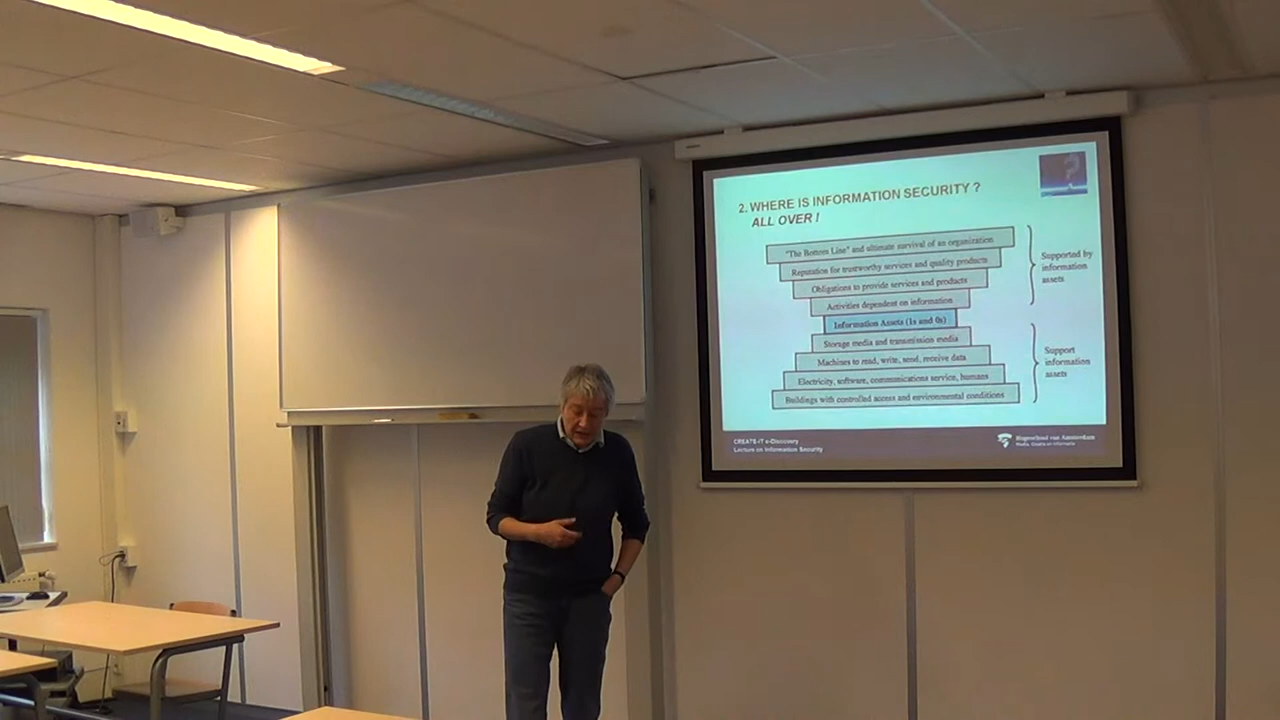 2. WHERE IS INFORMATION SECURITY ?
ALL OVER !
"The Bottom Line" and ultimate survival of an organization
Reputation for trustworthy services and quality products
Obligations to provide services and products
Activities dependent on information
Supported by
information
assets
Information Assets (1s and 0s)
Storage media and transmission media
Machines to read, write, send, receive data
Electricity, software, communications service, humans
Buildings with controlled access and environmental conditions
Support
information
assets
CREATE-IT e-Discovery
Lecture on Information Security
Hogeschool van Amsterdam
Media, Creatie en Informatie